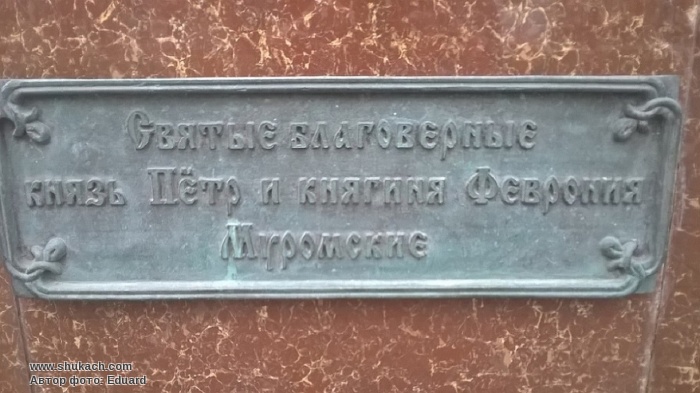 Святые благоверные
князь Пётр и княгиня Феврония
Муромские
www.shukach.com
Автор фото: Eduard